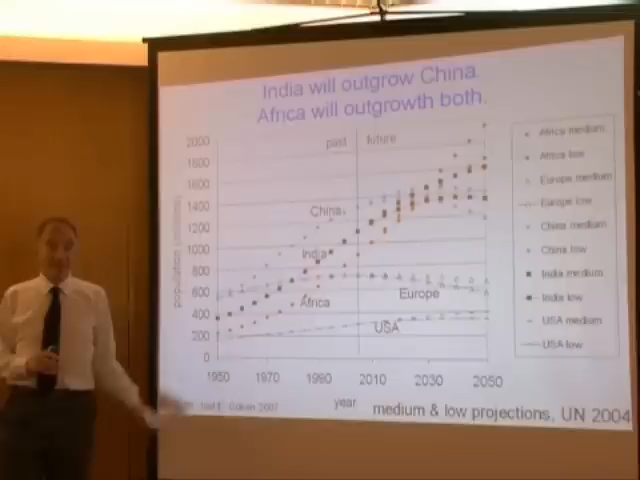 India will outgrow China.
Africa will outgrowth both.
2000
1800
1600
1400
1200
1000
800
600
400
200
0
population
past
future
China
India
Africa
Europe
USA
1950
1970
1990
2010
2030
2050
year
Africa medium
Africa low
Europe medium
Europe low
China medium
China low
India medium
India low
USA medium
USA low
Cohen 2007
medium & low projections, UN 2004